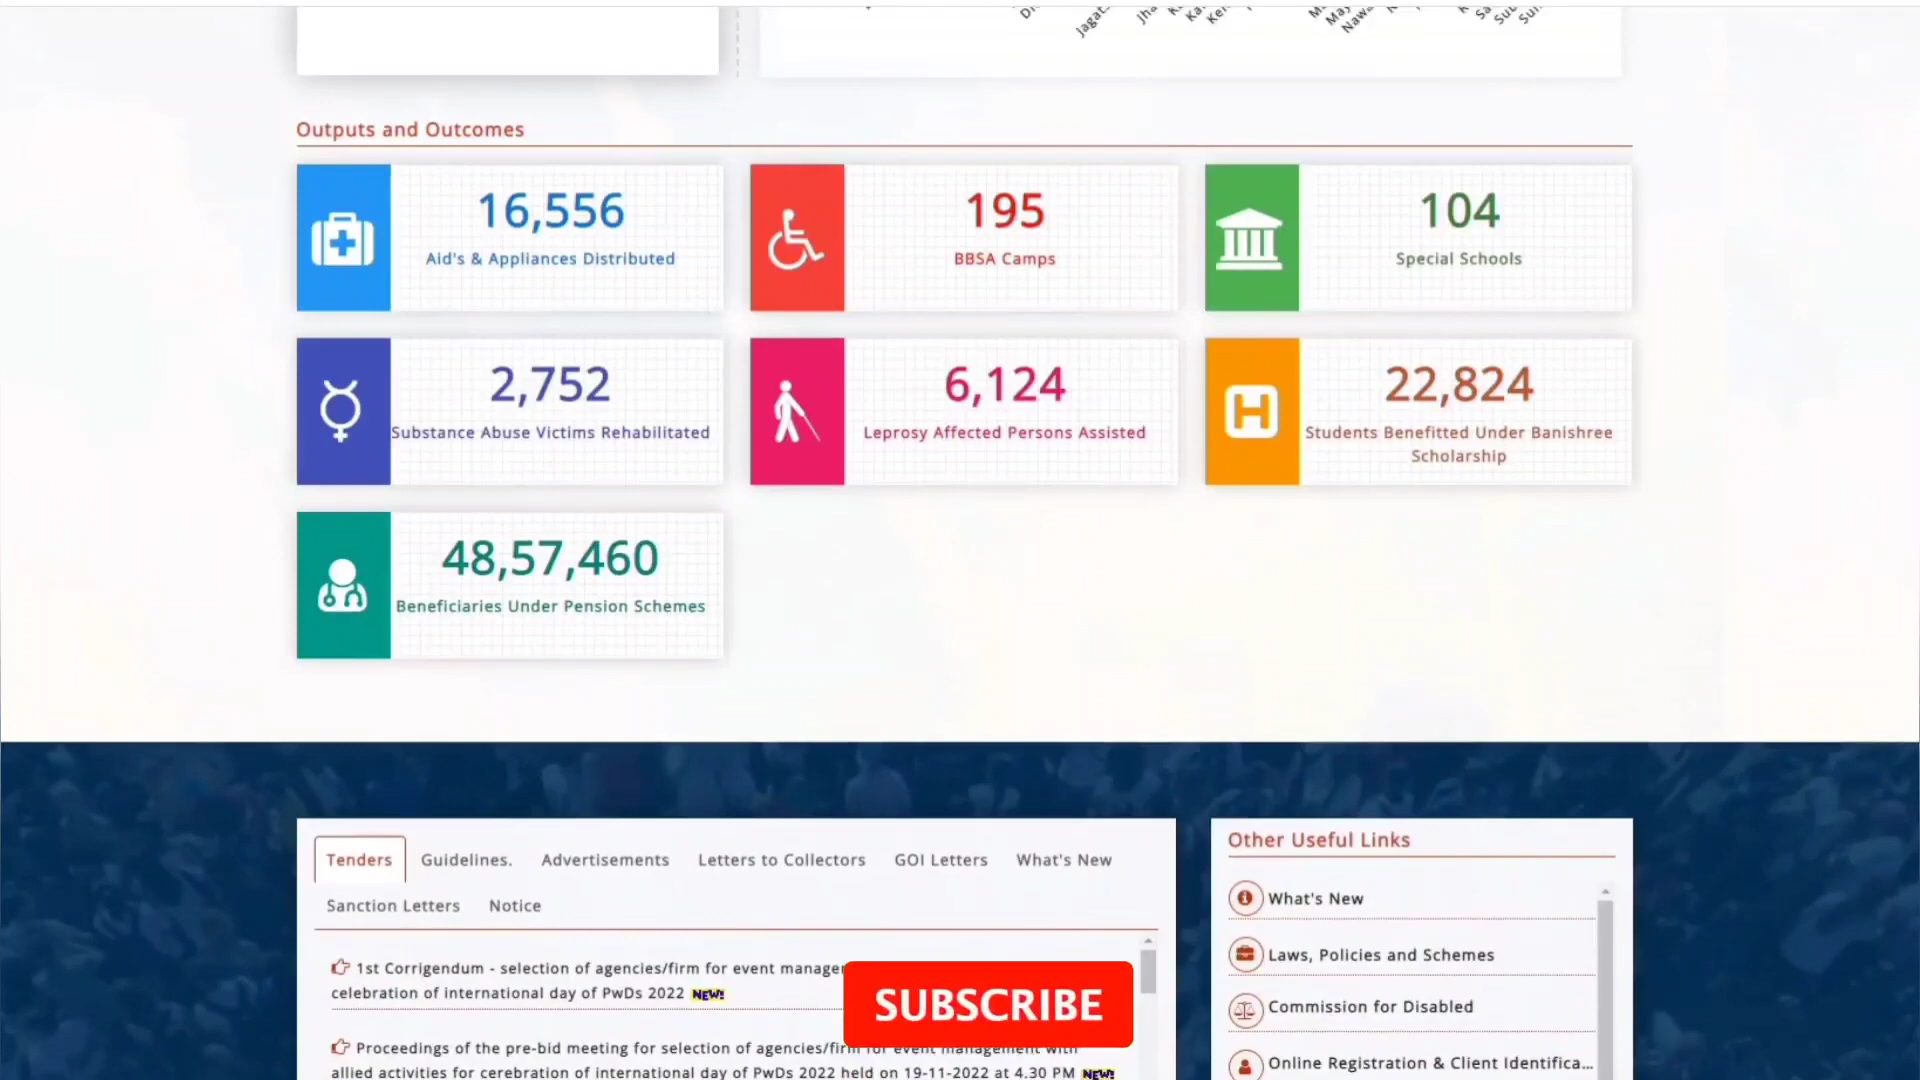 Outputs and Outcomes
16,556
Aid's & Appliances Distributed
195
BBSA Camps
104
Special Schools
2,752
Substance Abuse Victims Rehabilitated
6,124
Leprosy Affected Persons Assisted
22,824
Students Benefitted Under Banishree
Scholarship
48,57,460
Beneficiaries Under Pension Schemes
Tenders Guidelines. Advertisements Letters to Collectors GOI Letters What's New
Sanction Letters Notice
1st Corrigendum - selection of agencies/firm for event
celebration of international day of PwDs 2022 NEW!
SUBSCRIBE
Proceedings of the pre-bid meeting for selection of agencies/firm for event management with
allied activities for cerebration of international day of PwDs 2022 held on 19-11-2022 at 4.30 PM NEW!
Other Useful Links
What's New
Laws, Policies and Schemes
Commission for Disabled
Online Registration & Client Identifica...